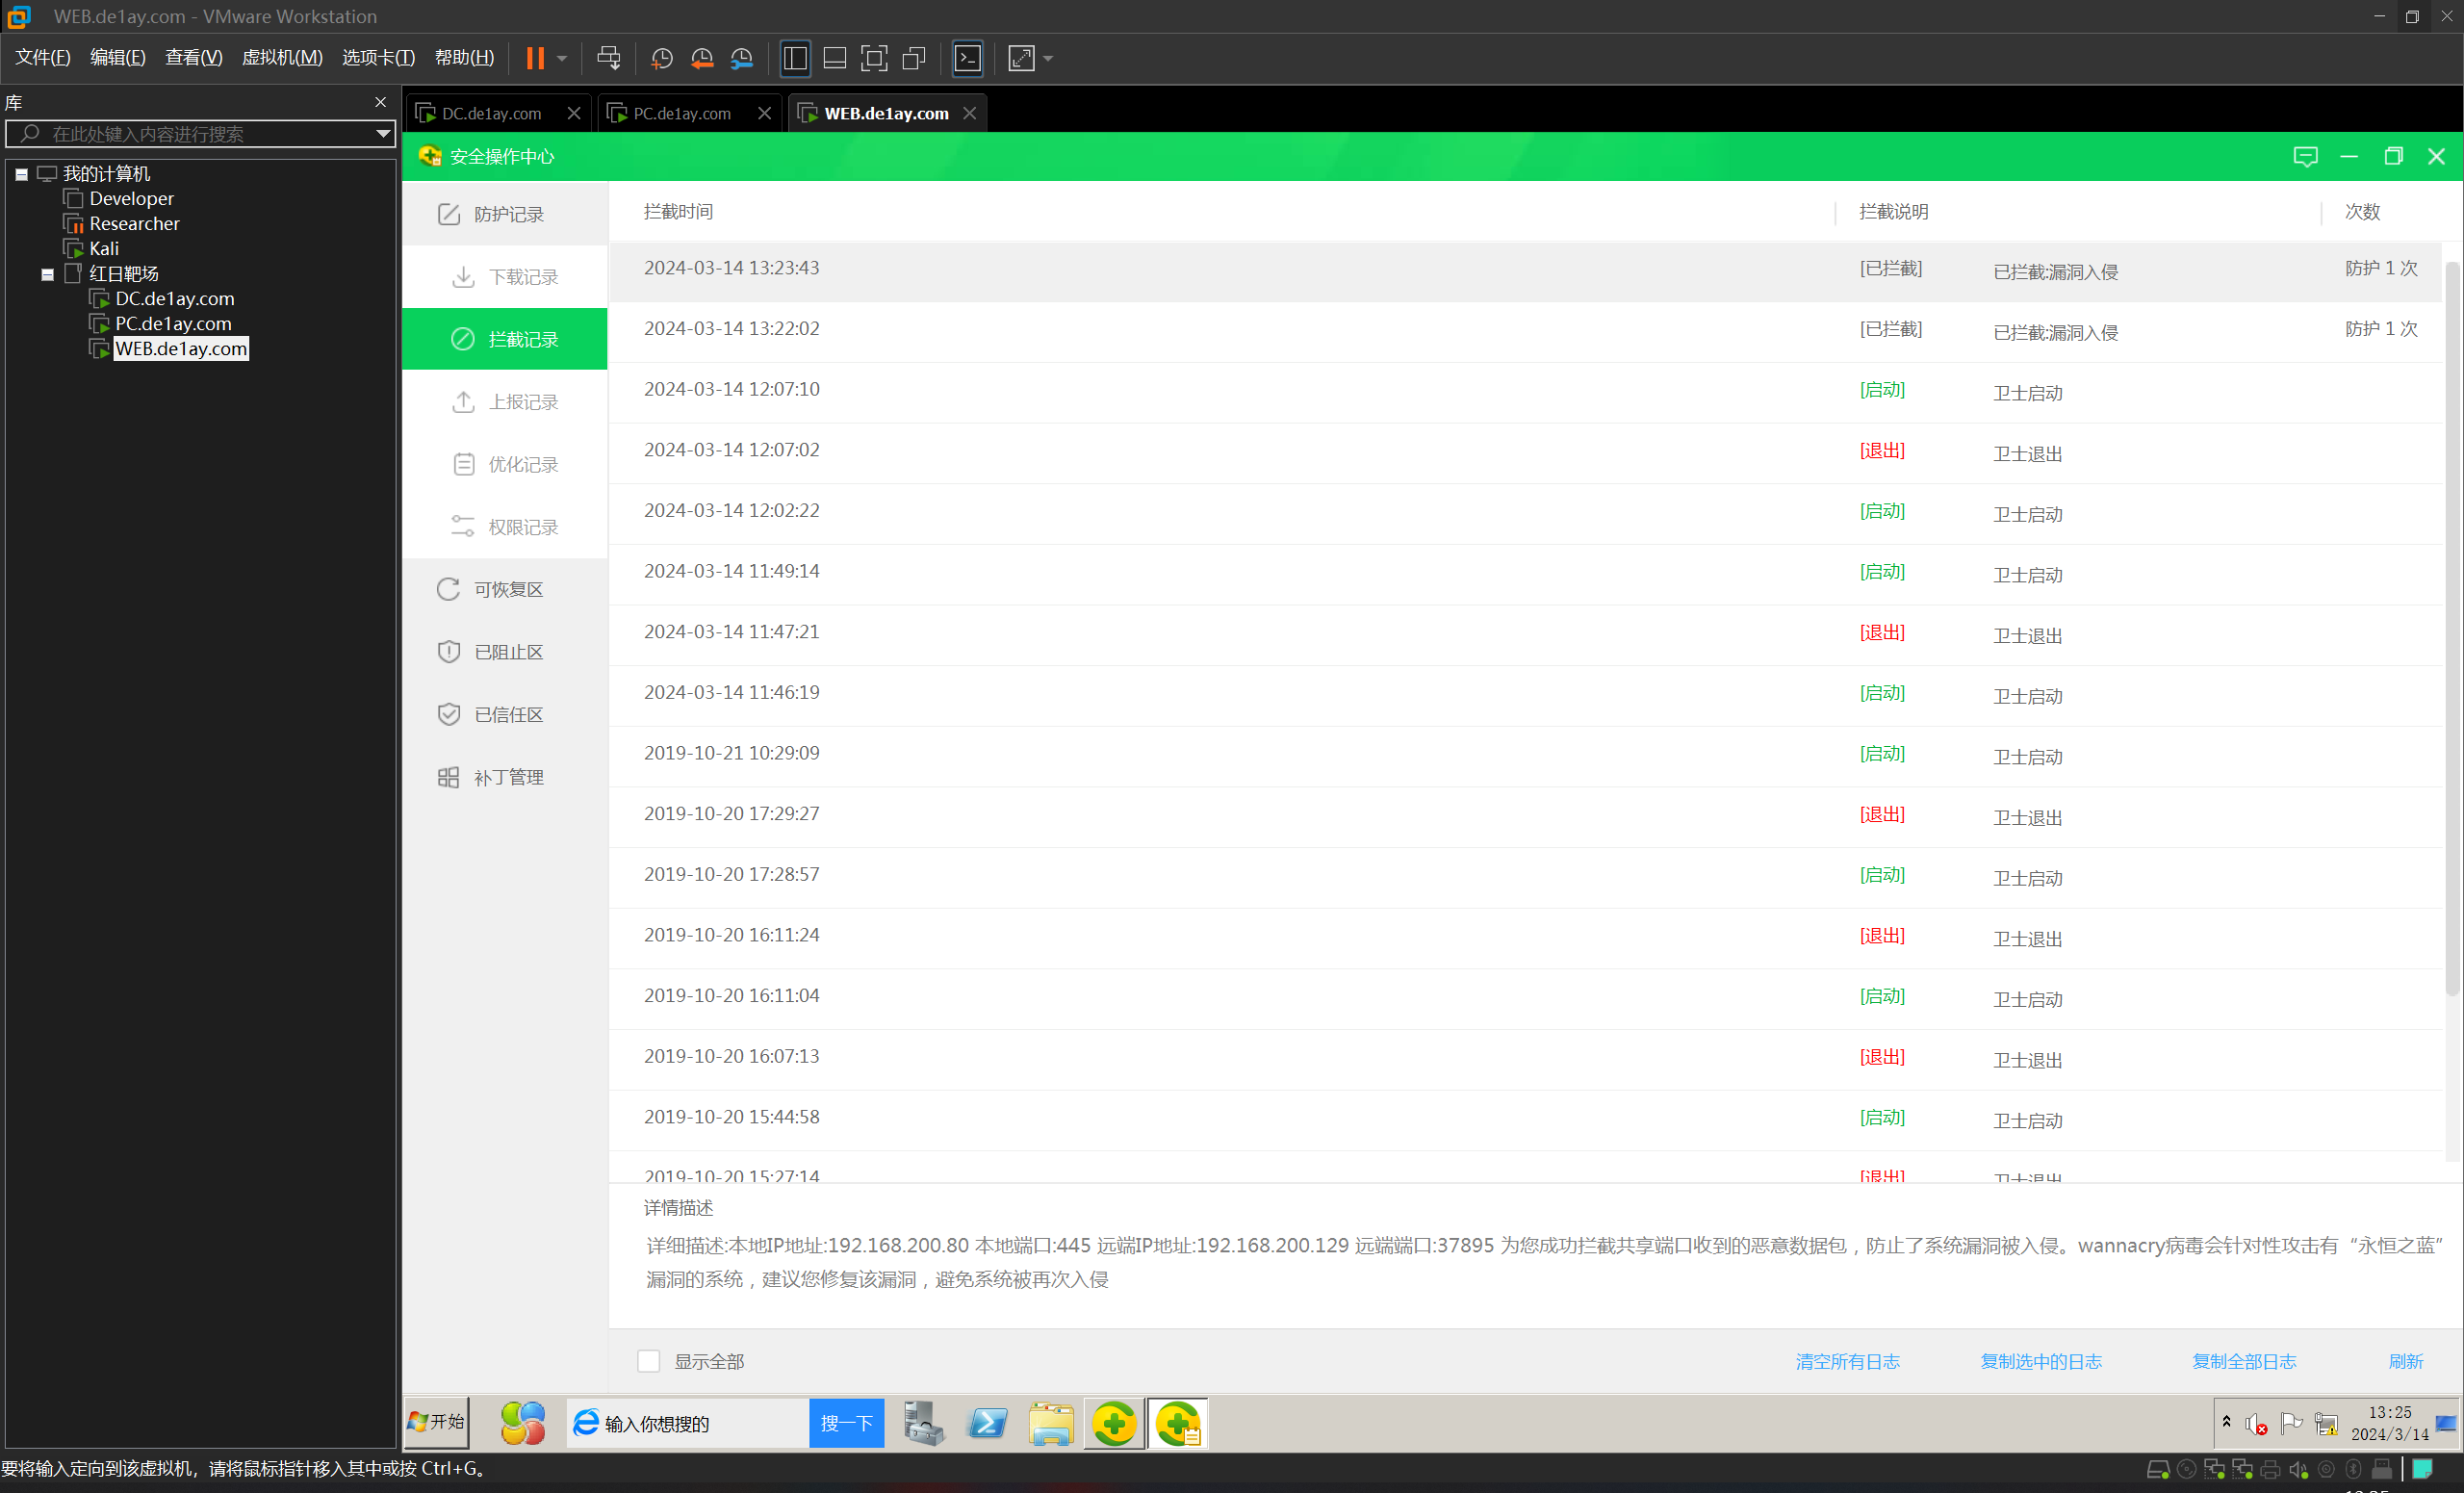 WEB.de1ay.com - VMware Workstation
文件(F) 编辑(E) 查看(V) 虚拟机(M) 选项卡(T) 帮助(H)
库
在此处键入内容进行搜索
我的计算机
Developer
Researcher
Kali
红日靶场
DC.de1ay.com
PC.de1ay.com
WEB.de1ay.com
DC.de1ay.com PC.de1ay.com WEB.de1ay.com
安全操作中心
防护记录
下载记录
拦截记录
上报记录
优化记录
权限记录
可恢复区
已阻止区
已信任区
补丁管理
拦截时间 拦截说明 次数
2024-03-14 13:23:43 [已拦截] 已拦截:漏洞入侵 防护 1 次
2024-03-14 13:22:02 [已拦截] 已拦截:漏洞入侵 防护 1 次
2024-03-14 12:07:10 [启动] 卫士启动
2024-03-14 12:07:02 [退出] 卫士退出
2024-03-14 12:02:22 [启动] 卫士启动
2024-03-14 11:49:14 [启动] 卫士启动
2024-03-14 11:47:21 [退出] 卫士退出
2024-03-14 11:46:19 [启动] 卫士启动
2019-10-21 10:29:09 [启动] 卫士启动
2019-10-20 17:29:27 [退出] 卫士退出
2019-10-20 17:28:57 [启动] 卫士启动
2019-10-20 16:11:24 [退出] 卫士退出
2019-10-20 16:11:04 [启动] 卫士启动
2019-10-20 16:07:13 [退出] 卫士退出
2019-10-20 15:44:58 [启动] 卫士启动
2019-10-20 15:27:14 [退出] 卫士退出
详情描述
详细描述:本地IP地址:192.168.200.80 本地端口:445 远端IP地址:192.168.200.129 远端端口:37895 为您成功拦截共享端口收到的恶意数据包，防止了系统漏洞被入侵。wannacry病毒会针对性攻击有“永恒之蓝”
漏洞的系统，建议您修复该漏洞，避免系统被再次入侵
显示全部 清空所有日志 复制选中的日志 复制全部日志 刷新
开始 输入你想搜的 搜一下
13:25
2024/3/14
要将输入定向到该虚拟机，请将鼠标指针移入其中或按 Ctrl+G。